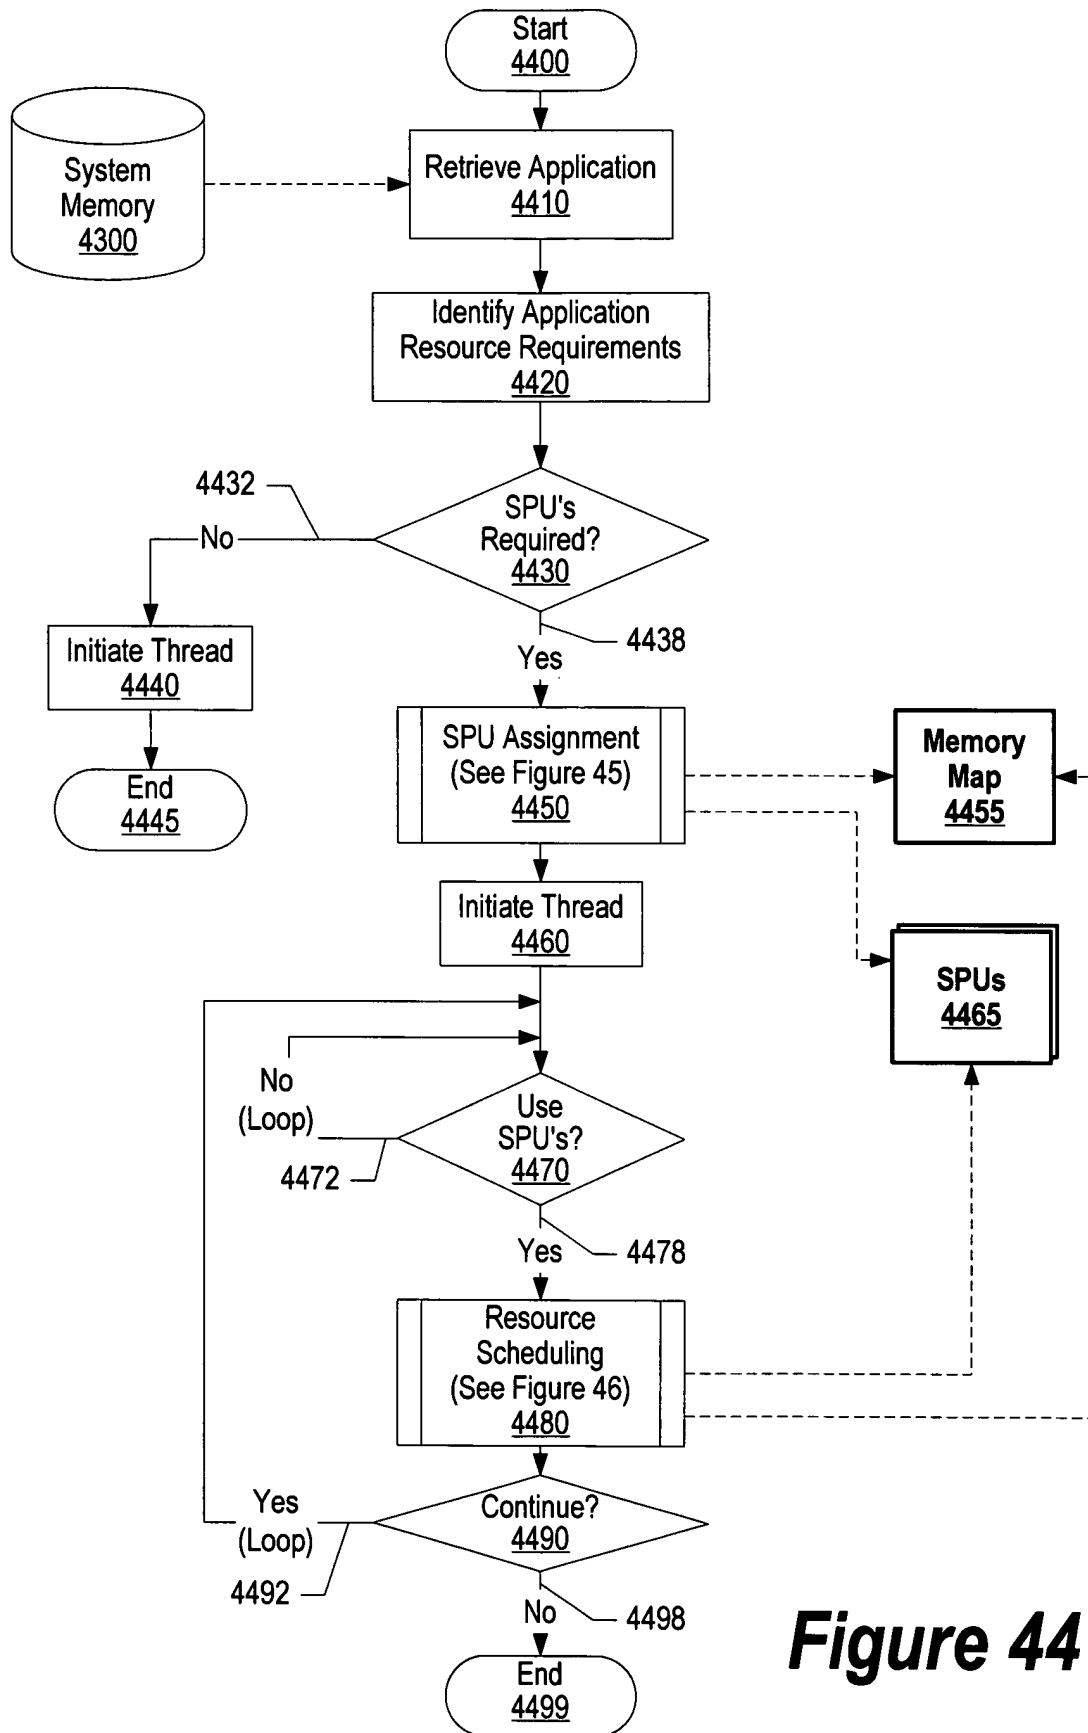 Start
4400
System
Memory
4300
Retrieve Application
4410
Identify Application
Resource Requirements
4420
4432
SPU's
Required?
4430
No
4438
Yes
Initiate Thread
4440
End
4445
SPU Assignment
(See Figure 45)
4450
Memory
Map
4455
Initiate Thread
4460
SPUs
4465
No
(Loop)
Use
SPU's?
4470
4472
4478
Yes
Resource
Scheduling
(See Figure 46)
4480
Yes
(Loop)
Continue?
4490
4492
4498
No
End
4499
Figure 44